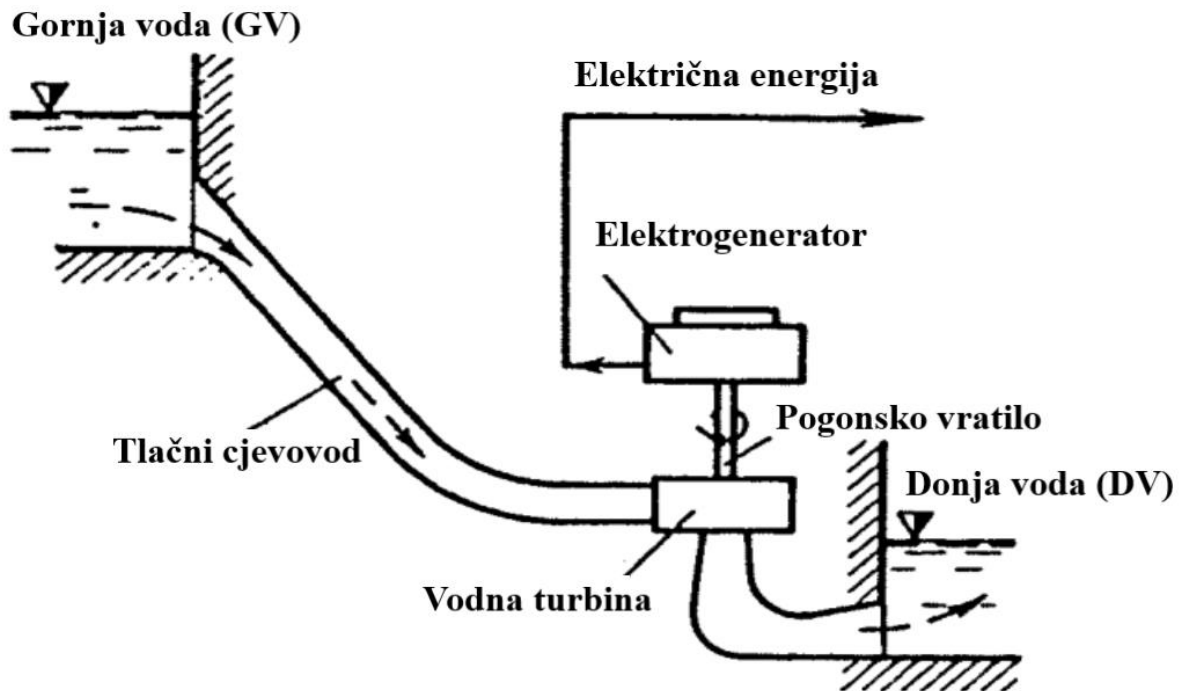 Gornja voda (GV)
Električna energija
Elektrogenerator
Pogonsko vratilo
Tlačni cjevovod
Donja voda (DV)
Vodna turbina